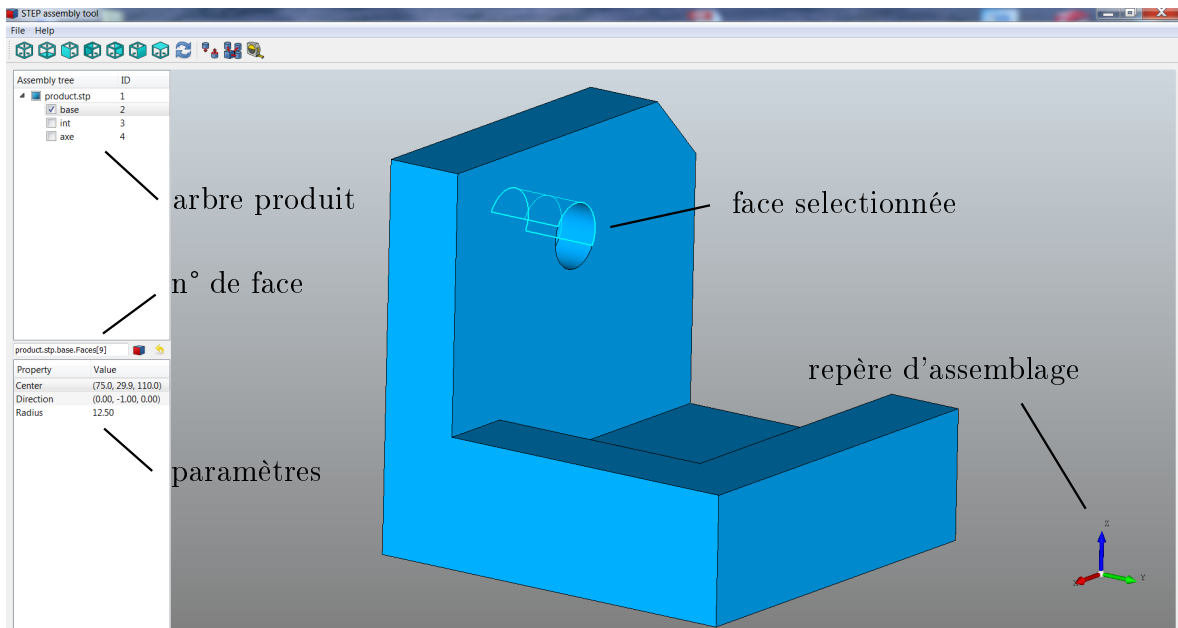 STEP assembly tool
File Help
Assembly tree ID
product.stp 1
base 2
int 3
axe 4
arbre produit
face selectionnée
n° de face
product.stp.base.Faces[9]
Property Value
Center (75.0, 29.9, 110.0)
Direction (0.00, -1.00, 0.00)
Radius 12.50
repère d'assemblage
paramètres
Z
X Y